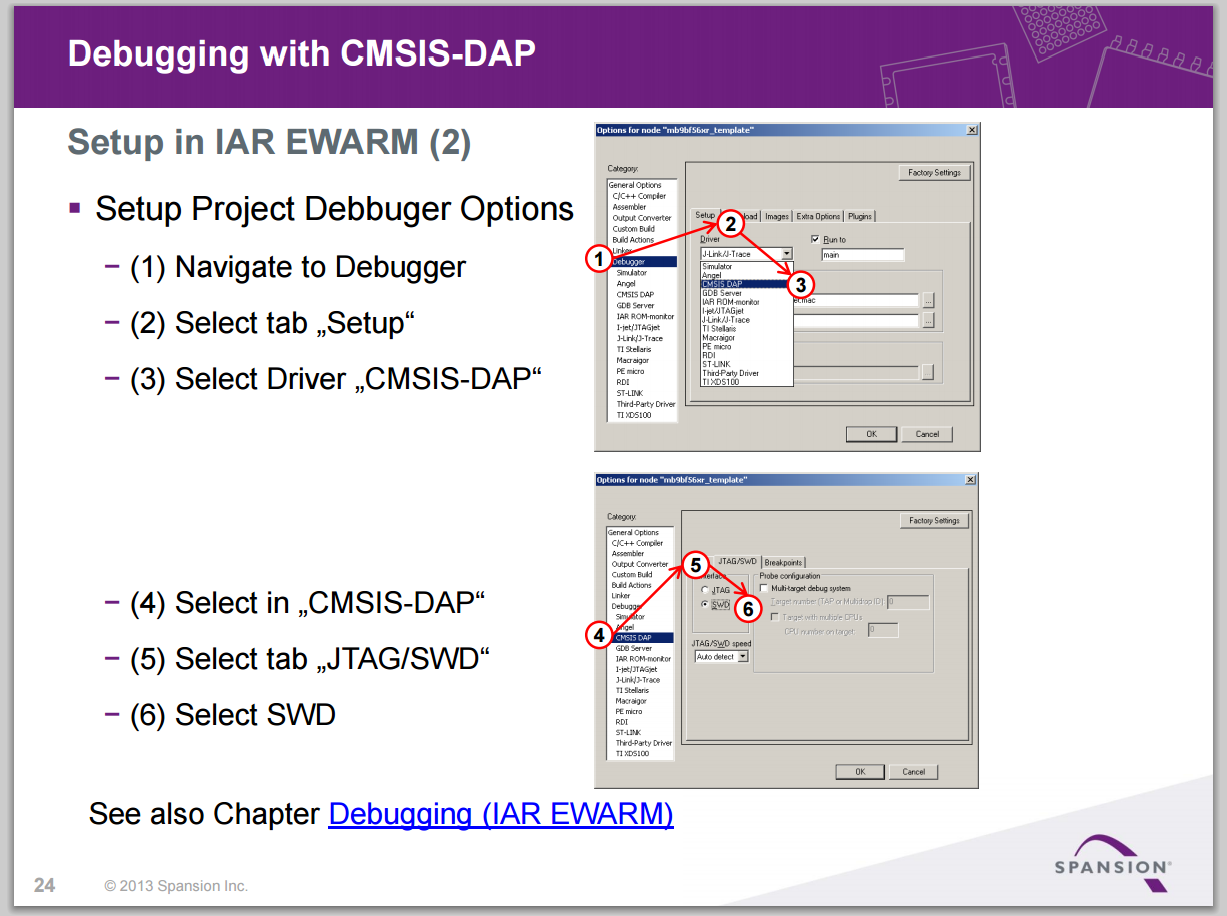 Debugging with CMSIS-DAP
Setup in IAR EWARM (2)
Setup Project Debbuger Options
– (1) Navigate to Debugger
– (2) Select tab „Setup“
– (3) Select Driver „CMSIS-DAP“
Options for node "mb9bf56xr_template"
Category:
Factory Settings
General Options
C/C++ Compiler
Assembler
Output Converter
Custom Build
Build Actions
Linker
Debugger
Simulator
Angel
CMSIS DAP
GDB Server
IAR ROM-monitor
I-jet/JTAGjet
J-Link/J-Trace
TI Stellaris
Macraigor
PE micro
RDI
ST-LINK
Third-Party Driver
TI XDS100
Setup Images Extra Options Plugins
Driver
Run to
J-Link/J-Trace
main
Simulator
Angel
CMSIS DAP
GDB Server
IAR ROM-monitor
I-jet/JTAGjet
J-Link/J-Trace
TI Stellaris
Macraigor
PE micro
RDI
ST-LINK
Third-Party Driver
TI XDS100
1
2
3
OK Cancel
– (4) Select in „CMSIS-DAP“
– (5) Select tab „JTAG/SWD“
– (6) Select SWD
Options for node "mb9bf56xr_template"
Category:
Factory Settings
General Options
C/C++ Compiler
Assembler
Output Converter
Custom Build
Build Actions
Linker
Debugger
Simulator
Angel
CMSIS DAP
GDB Server
IAR ROM-monitor
I-jet/JTAGjet
J-Link/J-Trace
TI Stellaris
Macraigor
PE micro
RDI
ST-LINK
Third-Party Driver
TI XDS100
JTAG/SWD Breakpoints
Interface
JTAG
SWD
JTAG/SWD speed
Auto detect
Probe configuration
Multi-target debug system
Target number (TAP or Multidrop ID): 0
Target with multiple CPUs
CPU number on target: 0
4
5
6
OK Cancel
See also Chapter Debugging (IAR EWARM)
SPANSION®
24
© 2013 Spansion Inc.